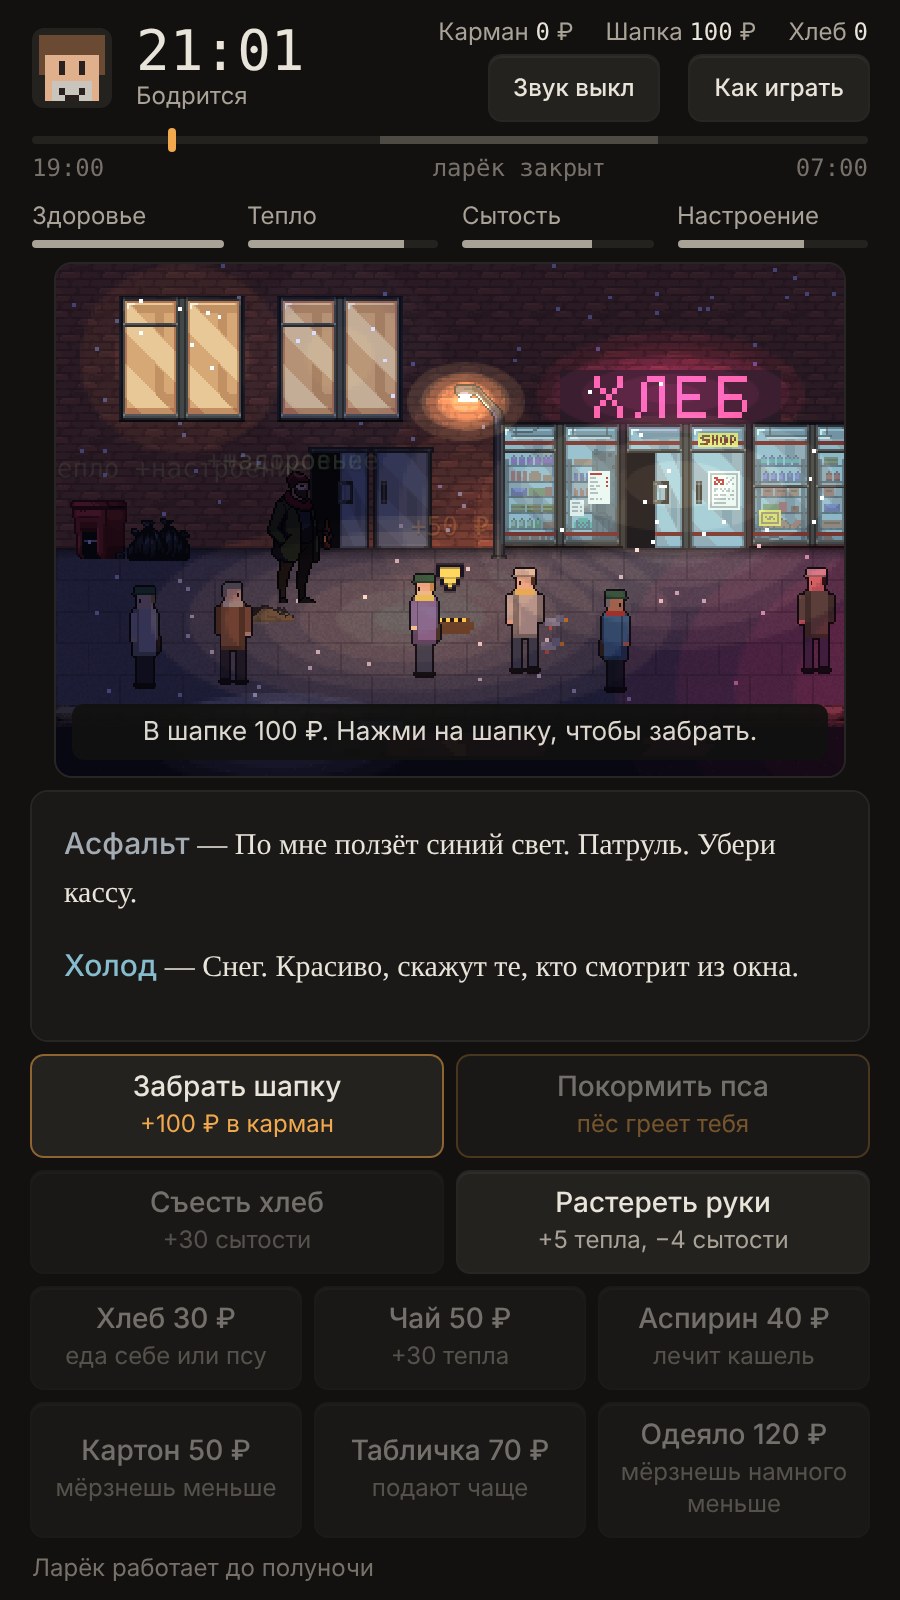 21:01
Бодрится
Карман 0 ₽ Шапка 100 ₽ Хлеб 0
Звук выкл
Как играть
19:00
ларёк закрыт
07:00
Здоровье
Тепло
Сытость
Настроение
ХЛЕБ
SHOP
+50 ₽
В шапке 100 ₽. Нажми на шапку, чтобы забрать.
Асфальт — По мне ползёт синий свет. Патруль. Убери
кассу.
Холод — Снег. Красиво, скажут те, кто смотрит из окна.
Забрать шапку
+100 ₽ в карман
Покормить пса
пёс греет тебя
Съесть хлеб
+30 сытости
Растереть руки
+5 тепла, −4 сытости
Хлеб 30 ₽
еда себе или псу
Чай 50 ₽
+30 тепла
Аспирин 40 ₽
лечит кашель
Картон 50 ₽
мёрзнешь меньше
Табличка 70 ₽
подают чаще
Одеяло 120 ₽
мёрзнешь намного
меньше
Ларёк работает до полуночи